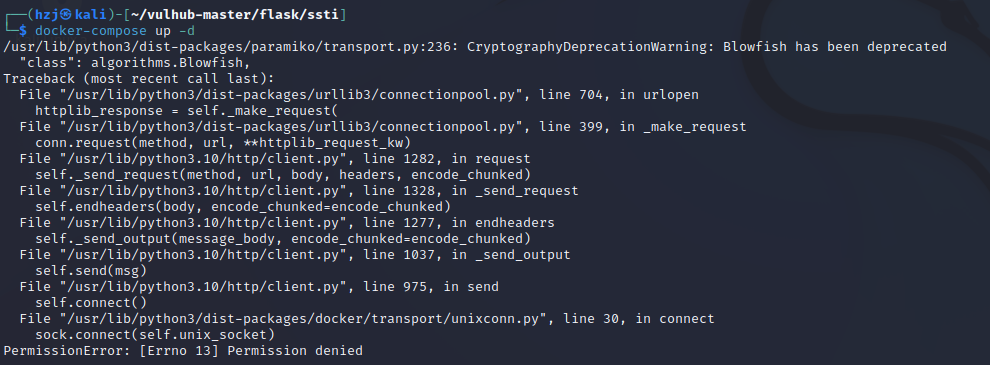 ┌──(hzj㉿kali)-[~/vulhub-master/flask/ssti]
└─$ docker-compose up -d
/usr/lib/python3/dist-packages/paramiko/transport.py:236: CryptographyDeprecationWarning: Blowfish has been deprecated
  "class": algorithms.Blowfish,
Traceback (most recent call last):
  File "/usr/lib/python3/dist-packages/urllib3/connectionpool.py", line 704, in urlopen
    httplib_response = self._make_request(
  File "/usr/lib/python3/dist-packages/urllib3/connectionpool.py", line 399, in _make_request
    conn.request(method, url, **httplib_request_kw)
  File "/usr/lib/python3.10/http/client.py", line 1282, in request
    self._send_request(method, url, body, headers, encode_chunked)
  File "/usr/lib/python3.10/http/client.py", line 1328, in _send_request
    self.endheaders(body, encode_chunked=encode_chunked)
  File "/usr/lib/python3.10/http/client.py", line 1277, in endheaders
    self._send_output(message_body, encode_chunked=encode_chunked)
  File "/usr/lib/python3.10/http/client.py", line 1037, in _send_output
    self.send(msg)
  File "/usr/lib/python3.10/http/client.py", line 975, in send
    self.connect()
  File "/usr/lib/python3/dist-packages/docker/transport/unixconn.py", line 30, in connect
    sock.connect(self.unix_socket)
PermissionError: [Errno 13] Permission denied